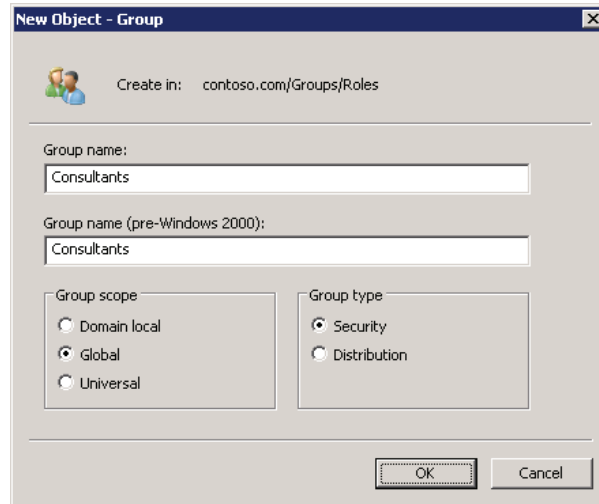 New Object - Group
Create in: contoso.com/Groups/Roles
Group name:
Consultants
Group name (pre-Windows 2000):
Consultants
Group scope
Domain local
Global
Universal
Group type
Security
Distribution
OK
Cancel